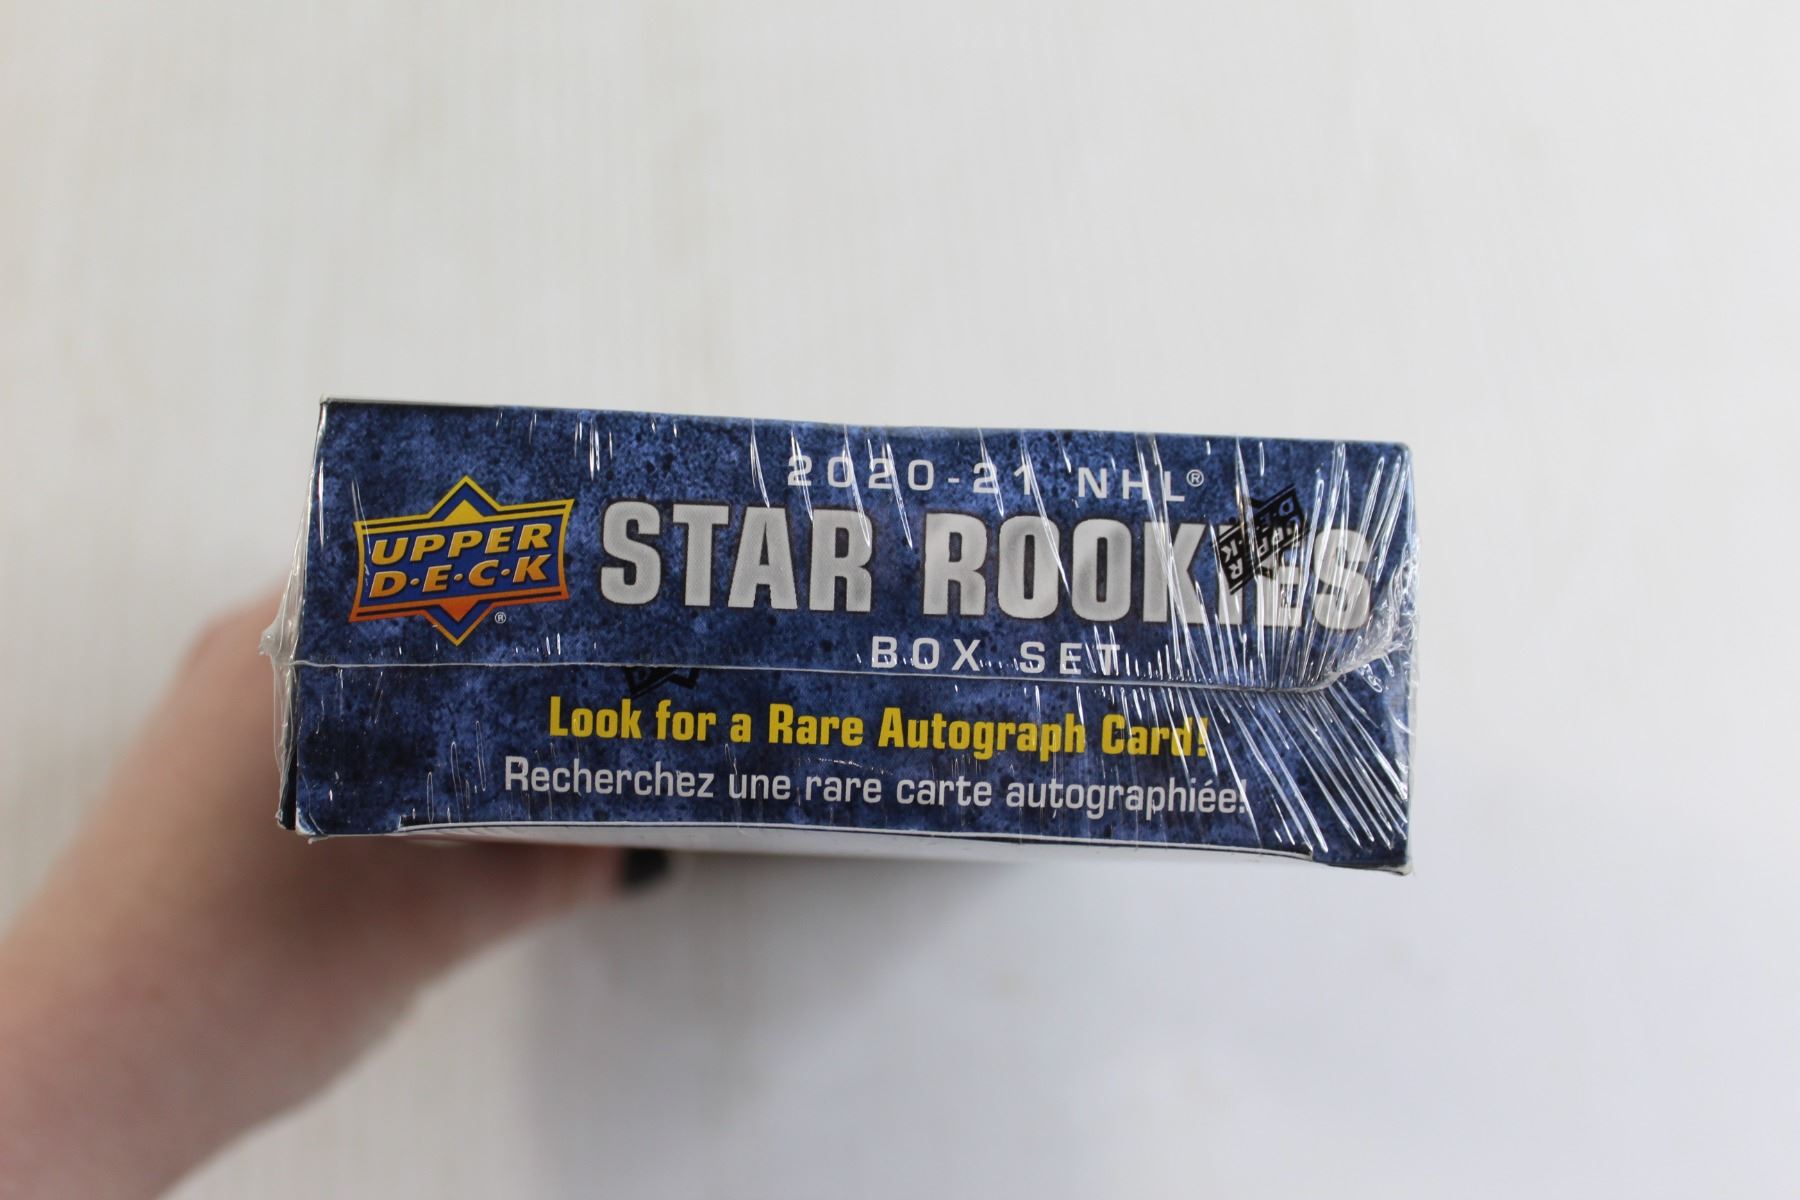 2020-21 NHL®
UPPER
D·E·C·K
®
STAR ROOKIES
BOX SET
Look for a Rare Autograph Card!
Recherchez une rare carte autographiée!